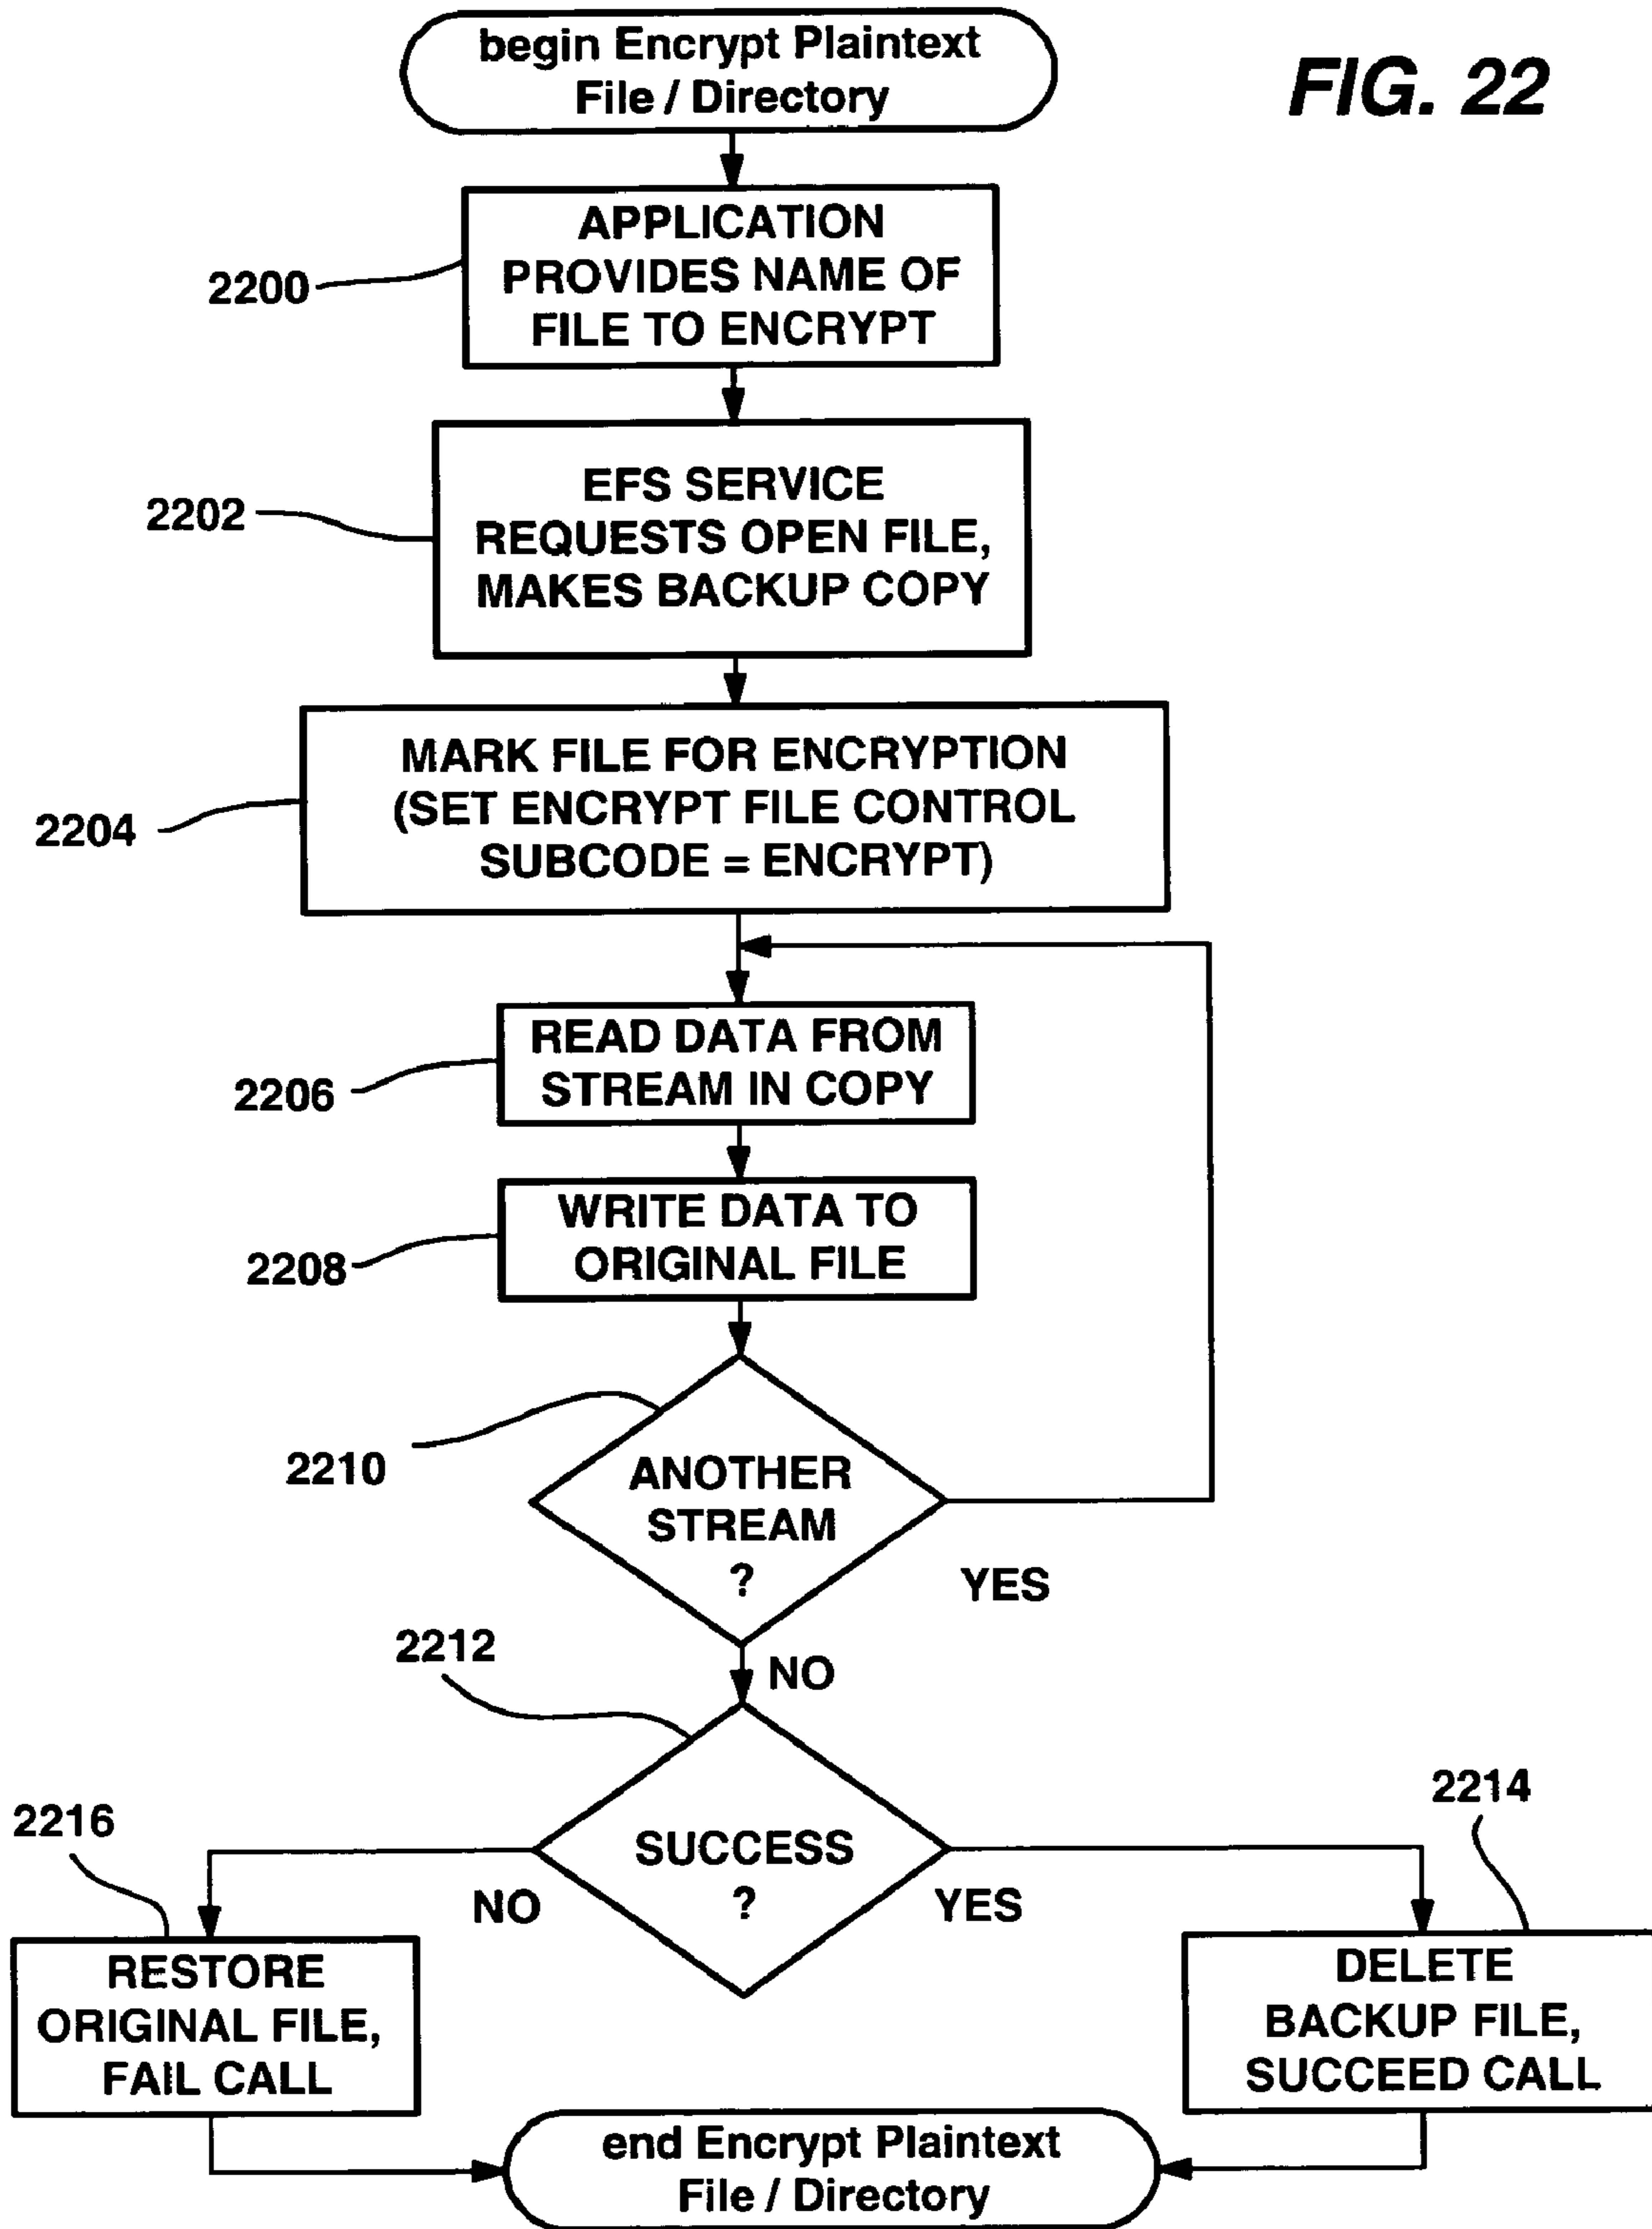 begin Encrypt Plaintext
File / Directory
FIG. 22
2200
APPLICATION
PROVIDES NAME OF
FILE TO ENCRYPT
2202
EFS SERVICE
REQUESTS OPEN FILE,
MAKES BACKUP COPY
2204
MARK FILE FOR ENCRYPTION
(SET ENCRYPT FILE CONTROL
SUBCODE = ENCRYPT)
2206
READ DATA FROM
STREAM IN COPY
2208
WRITE DATA TO
ORIGINAL FILE
2210
ANOTHER
STREAM
?
YES
NO
2212
SUCCESS
?
NO
YES
2216
RESTORE
ORIGINAL FILE,
FAIL CALL
2214
DELETE
BACKUP FILE,
SUCCEED CALL
end Encrypt Plaintext
File / Directory